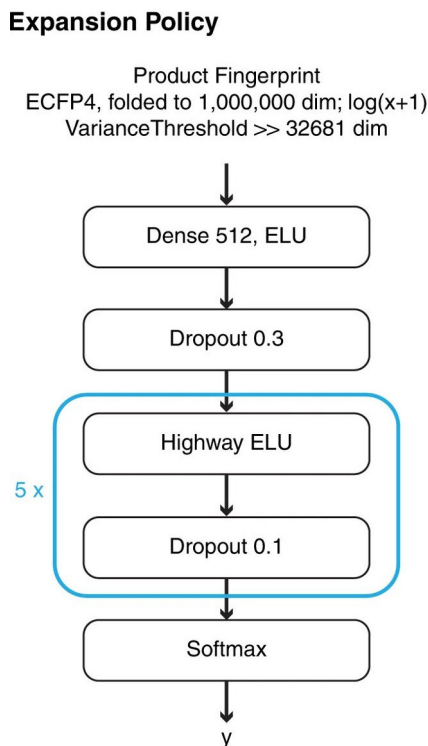 Expansion Policy
Product Fingerprint
ECFP4, folded to 1,000,000 dim; log(x+1)
VarianceThreshold >> 32681 dim
Dense 512, ELU
Dropout 0.3
Highway ELU
5 x
Dropout 0.1
Softmax
y